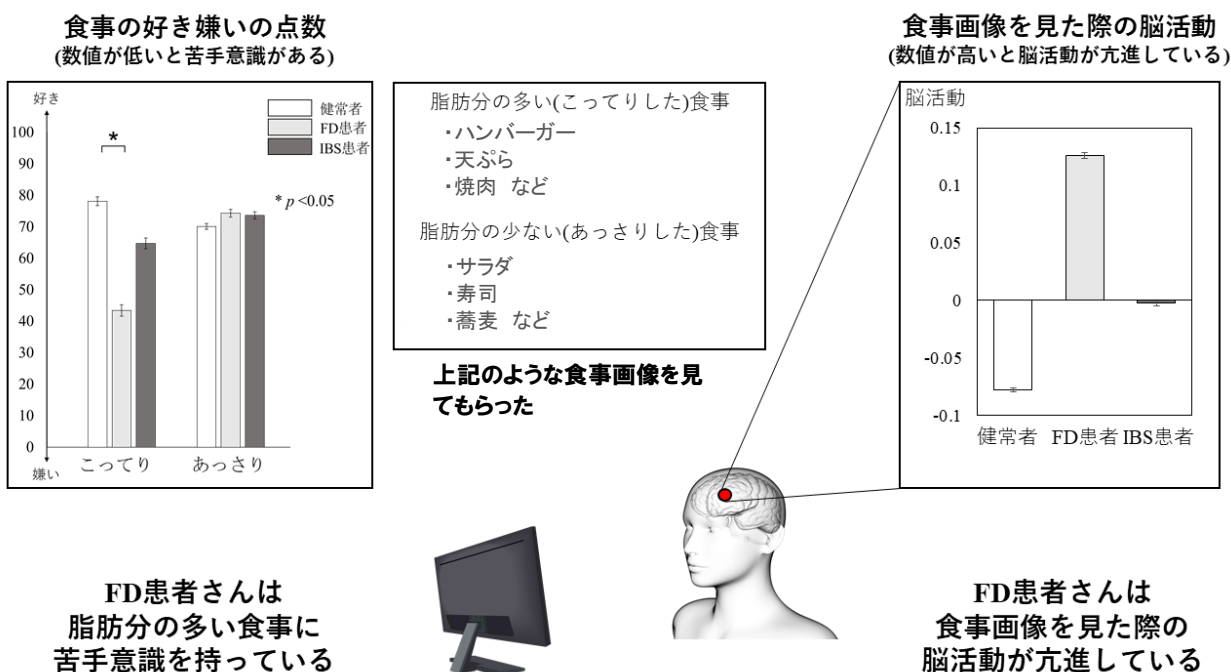 食事の好き嫌いの点数
(数値が低いと苦手意識がある)
好き
健常者
FD患者
IBS患者
*
* p <0.05
100
90
80
70
60
50
40
30
20
10
0
嫌い
こってり
あっさり
脂肪分の多い(こってりした)食事
・ハンバーガー
・天ぷら
・焼肉 など
脂肪分の少ない(あっさりした)食事
・サラダ
・寿司
・蕎麦 など
上記のような食事画像を見
てもらった
食事画像を見た際の脳活動
(数値が高いと脳活動が亢進している)
脳活動
0.15
0.1
0.05
0
-0.05
-0.1
健常者 FD患者 IBS患者
FD患者さんは
脂肪分の多い食事に
苦手意識を持っている
FD患者さんは
食事画像を見た際の
脳活動が亢進している